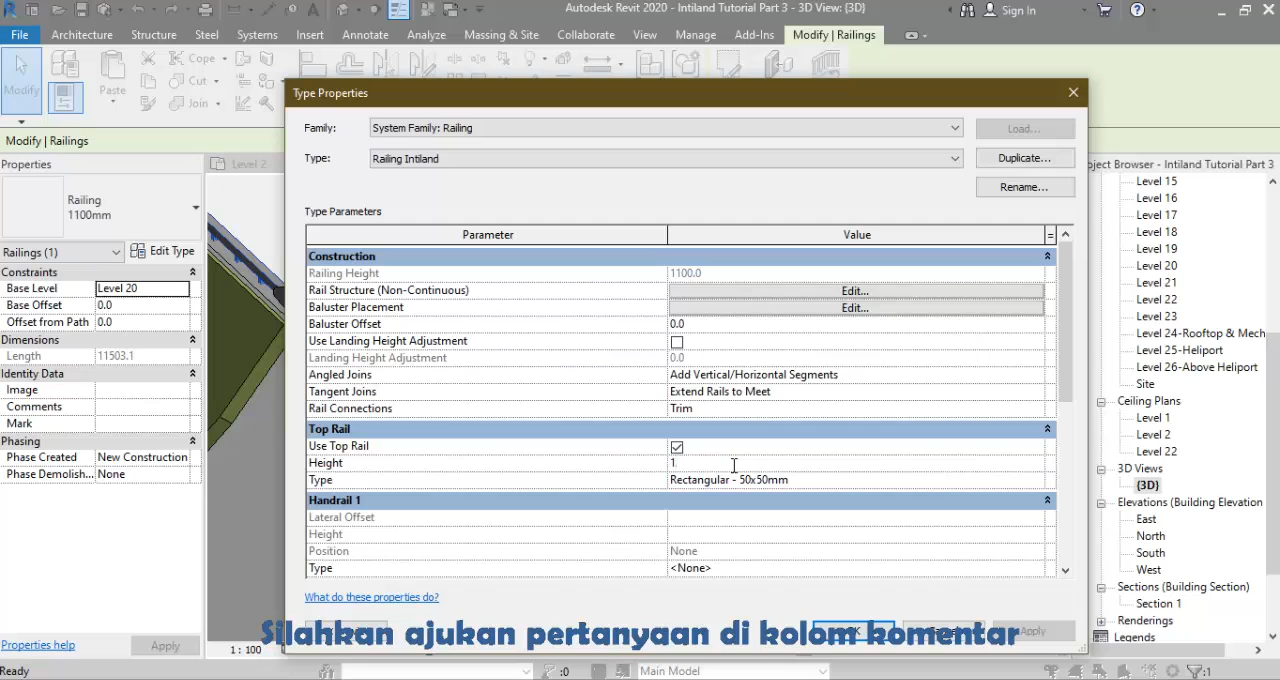 Autodesk Revit 2020 - Intiland Tutorial Part 3 - 3D View: {3D}
Sign In
File Architecture Structure Steel Systems Insert Annotate Analyze Massing & Site Collaborate View Manage Add-Ins Modify | Railings
Modify
Paste
Cope
Cut
Join
Modify | Railings
Properties
Railing
1100mm
Railings (1)
Edit Type
Constraints
Base Level Level 20
Base Offset 0.0
Offset from Path 0.0
Dimensions
Length 11503.1
Identity Data
Image
Comments
Mark
Phasing
Phase Created New Construction
Phase Demolish... None
Properties help
Apply
Level 2
Type Properties
Family: System Family: Railing
Load...
Type: Railing Intiland
Duplicate...
Rename...
Type Parameters
Parameter Value =
Construction
Railing Height 1100.0
Rail Structure (Non-Continuous) Edit...
Baluster Placement Edit...
Baluster Offset 0.0
Use Landing Height Adjustment
Landing Height Adjustment 0.0
Angled Joins Add Vertical/Horizontal Segments
Tangent Joins Extend Rails to Meet
Rail Connections Trim
Top Rail
Use Top Rail
Height 1
Type Rectangular - 50x50mm
Handrail 1
Lateral Offset
Height
Position None
Type <None>
What do these properties do?
OK
Apply
Silahkan ajukan pertanyaan di kolom komentar
oject Browser - Intiland Tutorial Part 3
Level 15
Level 16
Level 17
Level 18
Level 19
Level 20
Level 21
Level 22
Level 23
Level 24-Rooftop & Mech
Level 25-Heliport
Level 26-Above Heliport
Site
Ceiling Plans
Level 1
Level 2
Level 22
3D Views
{3D}
Elevations (Building Elevation
East
North
South
West
Sections (Building Section)
Section 1
Renderings
Legends
1 : 100
Ready
:0
Main Model
:1